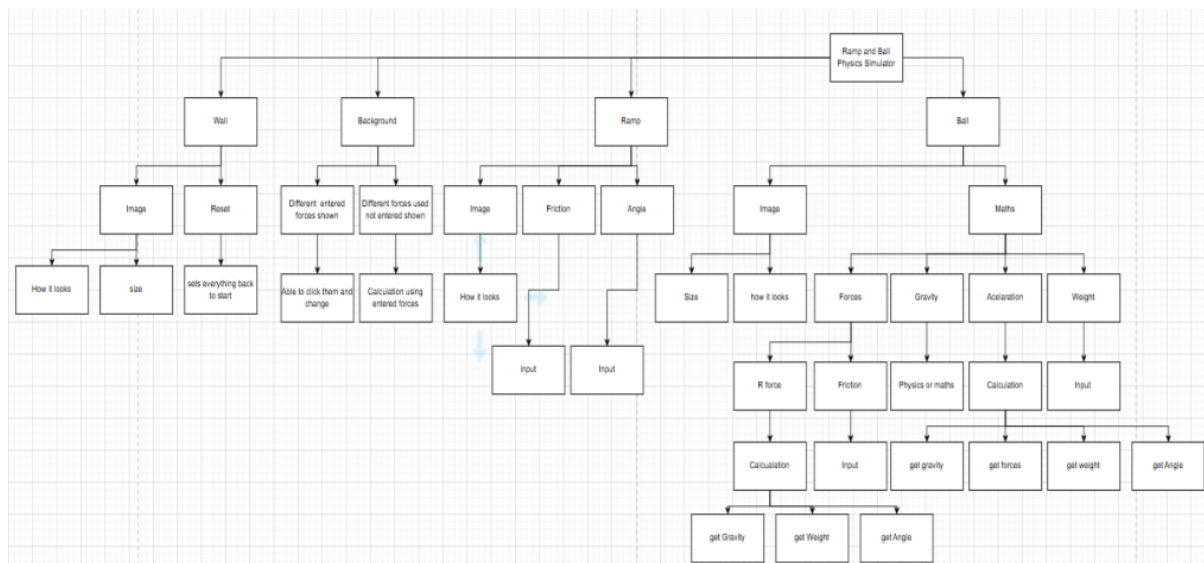 Ramp and Ball
Physics Simulator
Wall
Background
Ramp
Ball
Image
Reset
Different entered
forces shown
Different forces used
not entered shown
Image
Friction
Angle
Image
Maths
How it looks
size
sets everything back
to start
Able to click them and
change
Calculation using
entered forces
How it looks
Size
how it looks
Forces
Gravity
Acelaration
Weight
input
Input
R force
Friction
Physics or maths
Calculation
Input
Calcualation
Input
get gravity
get forces
get weight
get Angle
get Gravity
get Weight
get Angle